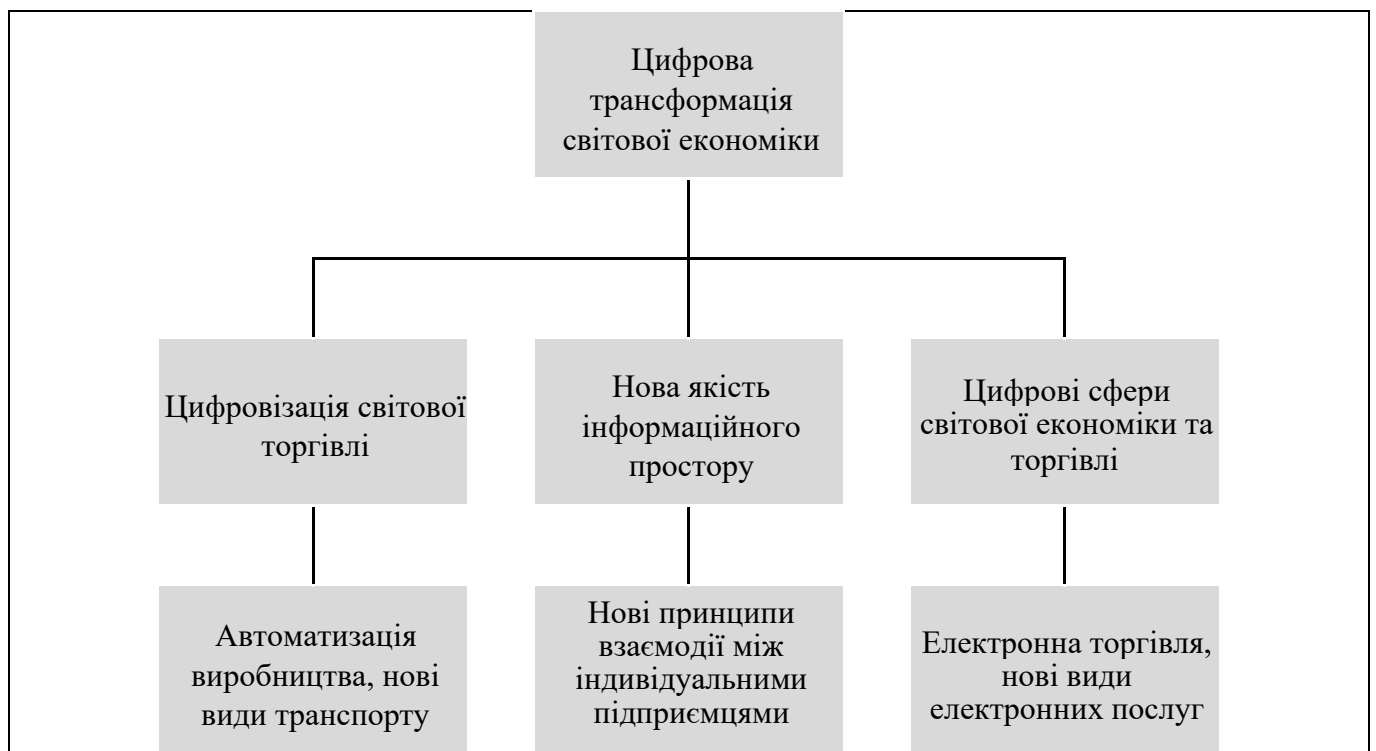 Цифрова
трансформація
світової економіки
Цифровізація світової
торгівлі
Нова якість
інформаційного
простору
Цифрові сфери
світової економіки та
торгівлі
Автоматизація
виробництва, нові
види транспорту
Нові принципи
взаємодії між
індивідуальними
підприємцями
Електронна торгівля,
нові види
електронних послуг